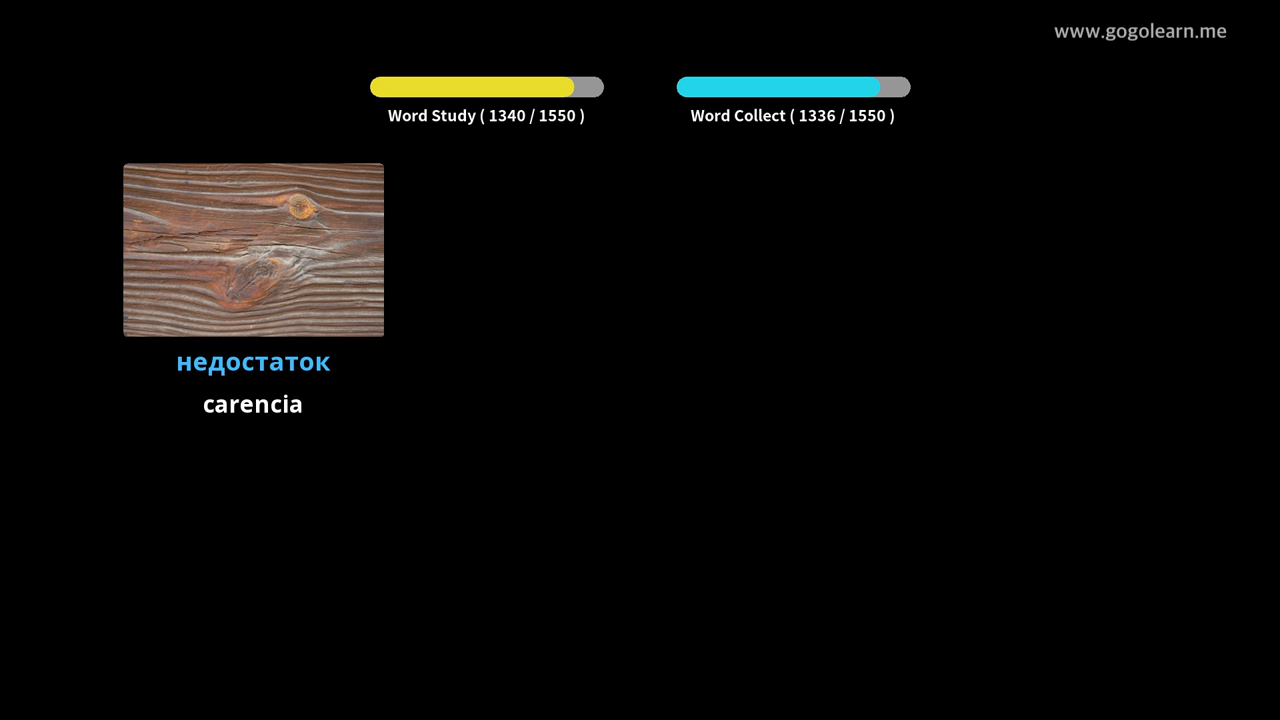 www.gogolearn.me
Word Study ( 1340 / 1550 )
Word Collect ( 1336 / 1550 )
недостаток
carencia